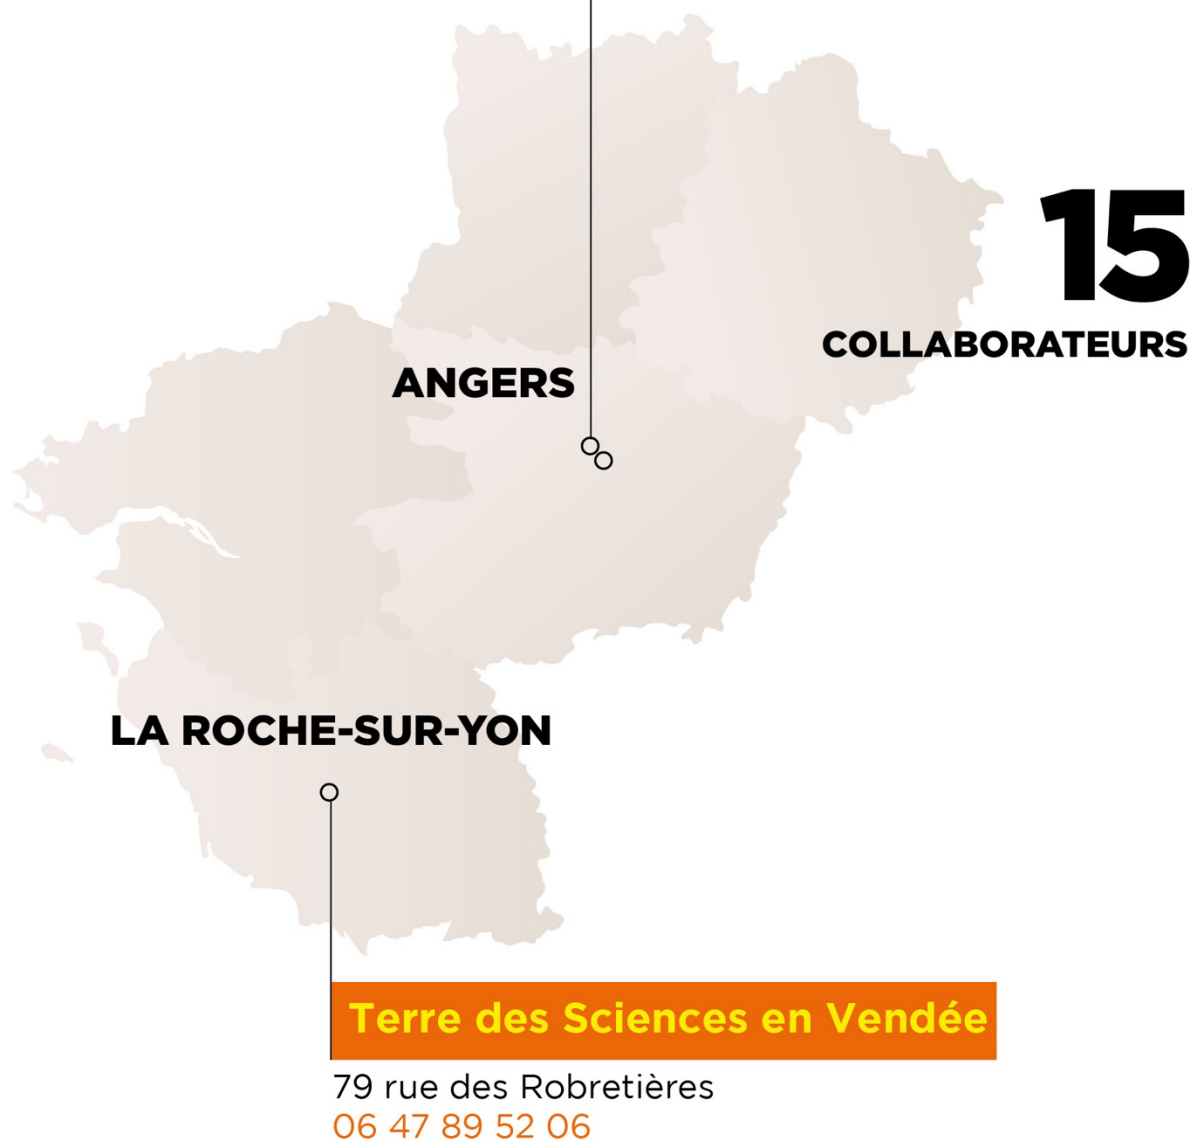 15
COLLABORATEURS
ANGERS
LA ROCHE-SUR-YON
Terre des Sciences en Vendée
79 rue des Robretières
06 47 89 52 06